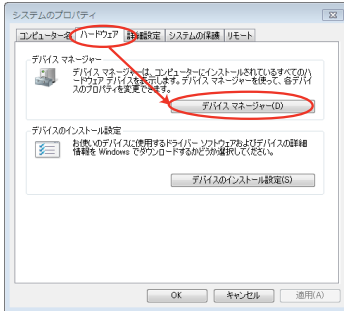 システムのプロパティ
コンピューター名 ハードウェア 詳細設定 システムの保護 リモート
デバイス マネージャー
デバイス マネージャーは、コンピューターにインストールされているすべてのハ
ードウェア デバイスを表示します。デバイス マネージャーを使って、各デバイ
スのプロパティを変更できます。
デバイス マネージャー(D)
デバイスのインストール設定
お使いのデバイスに使用するドライバー ソフトウェアおよびデバイスの詳細
情報を Windows でダウンロードするかどうか選択してください。
デバイスのインストール設定(S)
OK キャンセル 適用(A)